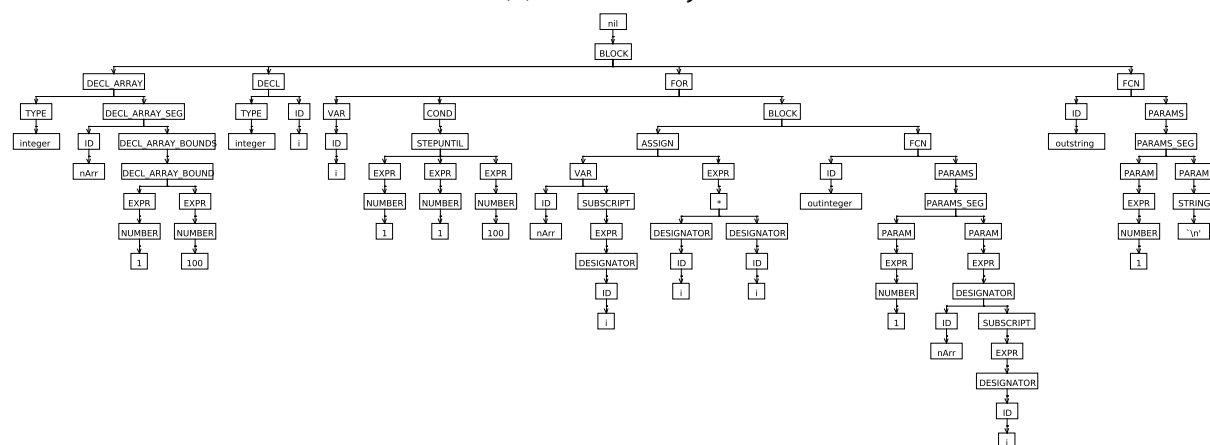 nil
BLOCK
DECL_ARRAY DECL FOR FCN
TYPE DECL_ARRAY_SEG TYPE ID VAR COND BLOCK ID PARAMS
integer ID DECL_ARRAY_BOUNDS integer i ID STEPUNTIL ASSIGN FCN outstring PARAMS_SEG
nArr DECL_ARRAY_BOUND i EXPR EXPR EXPR VAR EXPR ID PARAMS PARAM PARAM
EXPR EXPR NUMBER NUMBER NUMBER ID SUBSCRIPT * outinteger PARAMS_SEG EXPR STRING
NUMBER NUMBER 1 1 100 nArr EXPR DESIGNATOR DESIGNATOR PARAM PARAM NUMBER `\n'
1 100 DESIGNATOR ID ID EXPR EXPR 1
ID i i NUMBER DESIGNATOR
i 1 ID SUBSCRIPT
nArr EXPR
DESIGNATOR
ID
i